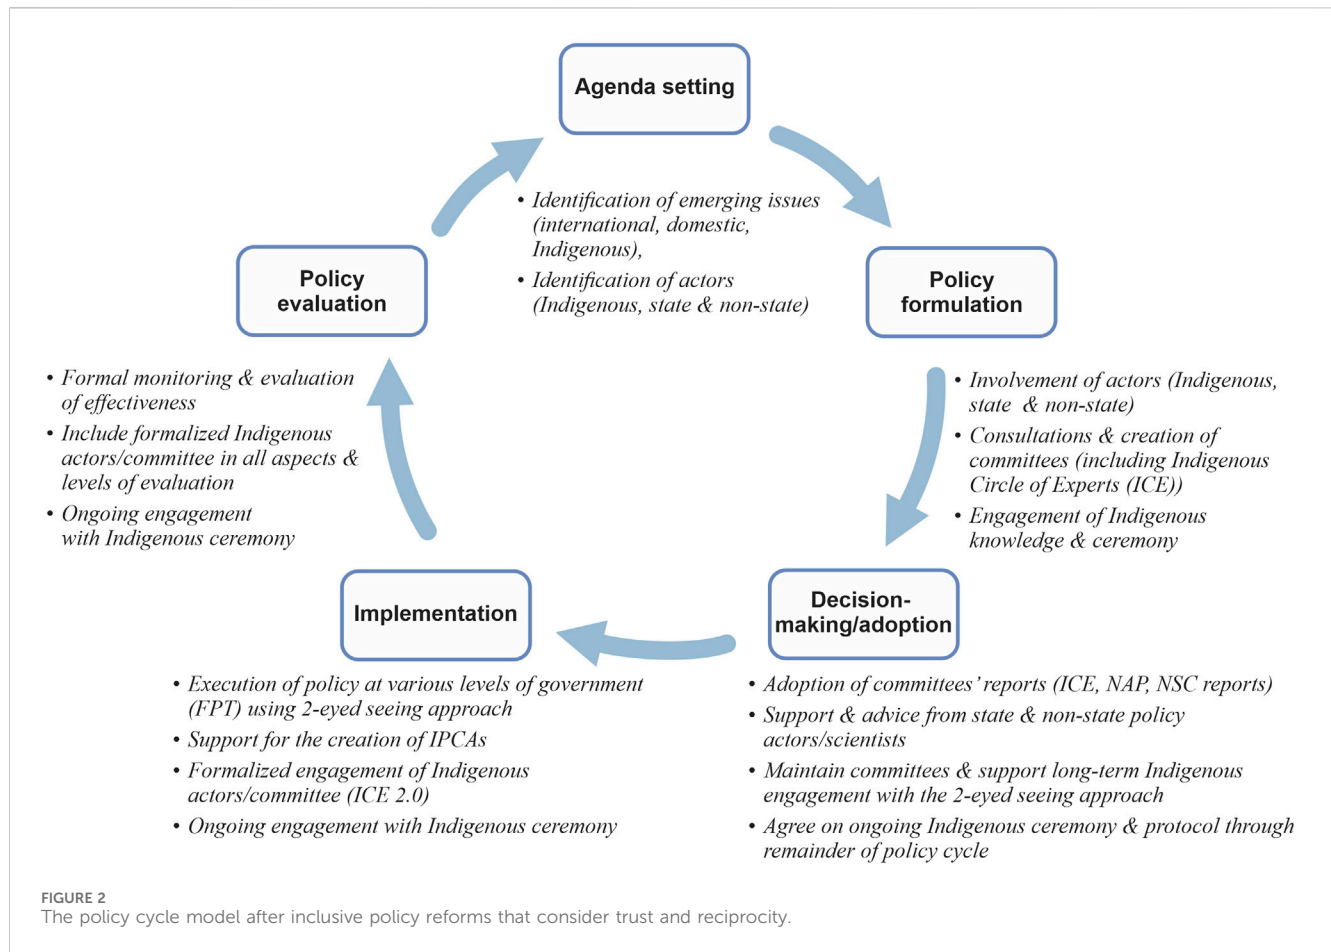 Agenda setting
• Identification of emerging issues
(international, domestic,
Indigenous),
• Identification of actors
(Indigenous, state & non-state)
Policy
formulation
• Involvement of actors (Indigenous,
state & non-state)
• Consultations & creation of
committees (including Indigenous
Circle of Experts (ICE))
• Engagement of Indigenous
knowledge & ceremony
Decision-
making/adoption
• Adoption of committees' reports (ICE, NAP, NSC reports)
• Support & advice from state & non-state policy
actors/scientists
• Maintain committees & support long-term Indigenous
engagement with the 2-eyed seeing approach
• Agree on ongoing Indigenous ceremony & protocol through
remainder of policy cycle
Implementation
• Execution of policy at various levels of government
(FPT) using 2-eyed seeing approach
• Support for the creation of IPCAs
• Formalized engagement of Indigenous
actors/committee (ICE 2.0)
• Ongoing engagement with Indigenous ceremony
Policy
evaluation
• Formal monitoring & evaluation
of effectiveness
• Include formalized Indigenous
actors/committee in all aspects &
levels of evaluation
• Ongoing engagement
with Indigenous ceremony
FIGURE 2
The policy cycle model after inclusive policy reforms that consider trust and reciprocity.